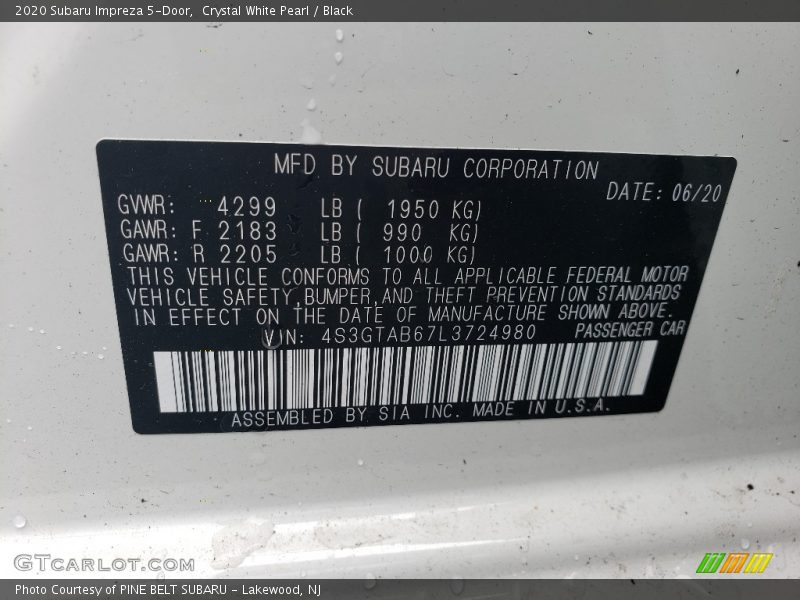 2020 Subaru Impreza 5-Door, Crystal White Pearl / Black
MFD BY SUBARU CORPORATION
DATE: 06/20
GVWR: 4299 LB ( 1950 KG)
GAWR: F 2183 LB ( 990 KG)
GAWR: R 2205 LB ( 1000 KG)
THIS VEHICLE CONFORMS TO ALL APPLICABLE FEDERAL MOTOR
VEHICLE SAFETY,BUMPER,AND THEFT PREVENTION STANDARDS
IN EFFECT ON THE DATE OF MANUFACTURE SHOWN ABOVE.
VIN: 4S3GTAB67L3724980 PASSENGER CAR
ASSEMBLED BY SIA INC. MADE IN U.S.A.
GTCARLOT.COM
Photo Courtesy of PINE BELT SUBARU - Lakewood, NJ